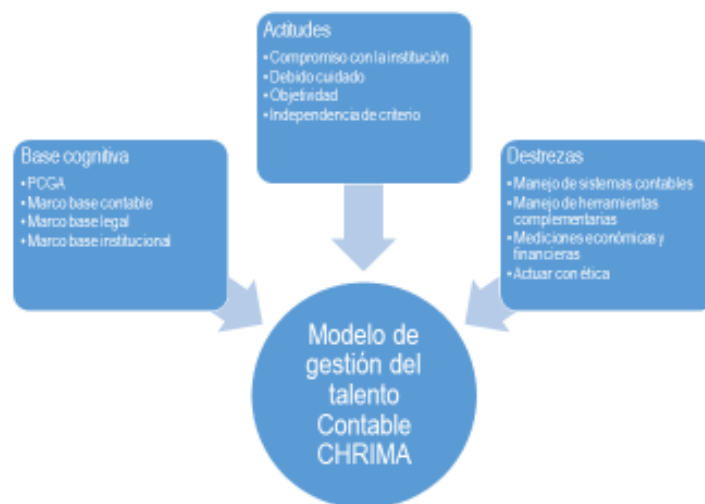 Actitudes
• Compromiso con la institución
• Debido cuidado
• Objetividad
• Independencia de criterio
Base cognitiva
• PCGA
• Marco base contable
• Marco base legal
• Marco base institucional
Destrezas
• Manejo de sistemas contables
• Manejo de herramientas
complementarias
• Mediciones económicas y
financieras
• Actuar con ética
Modelo de
gestión del
talento
Contable
CHRIMA